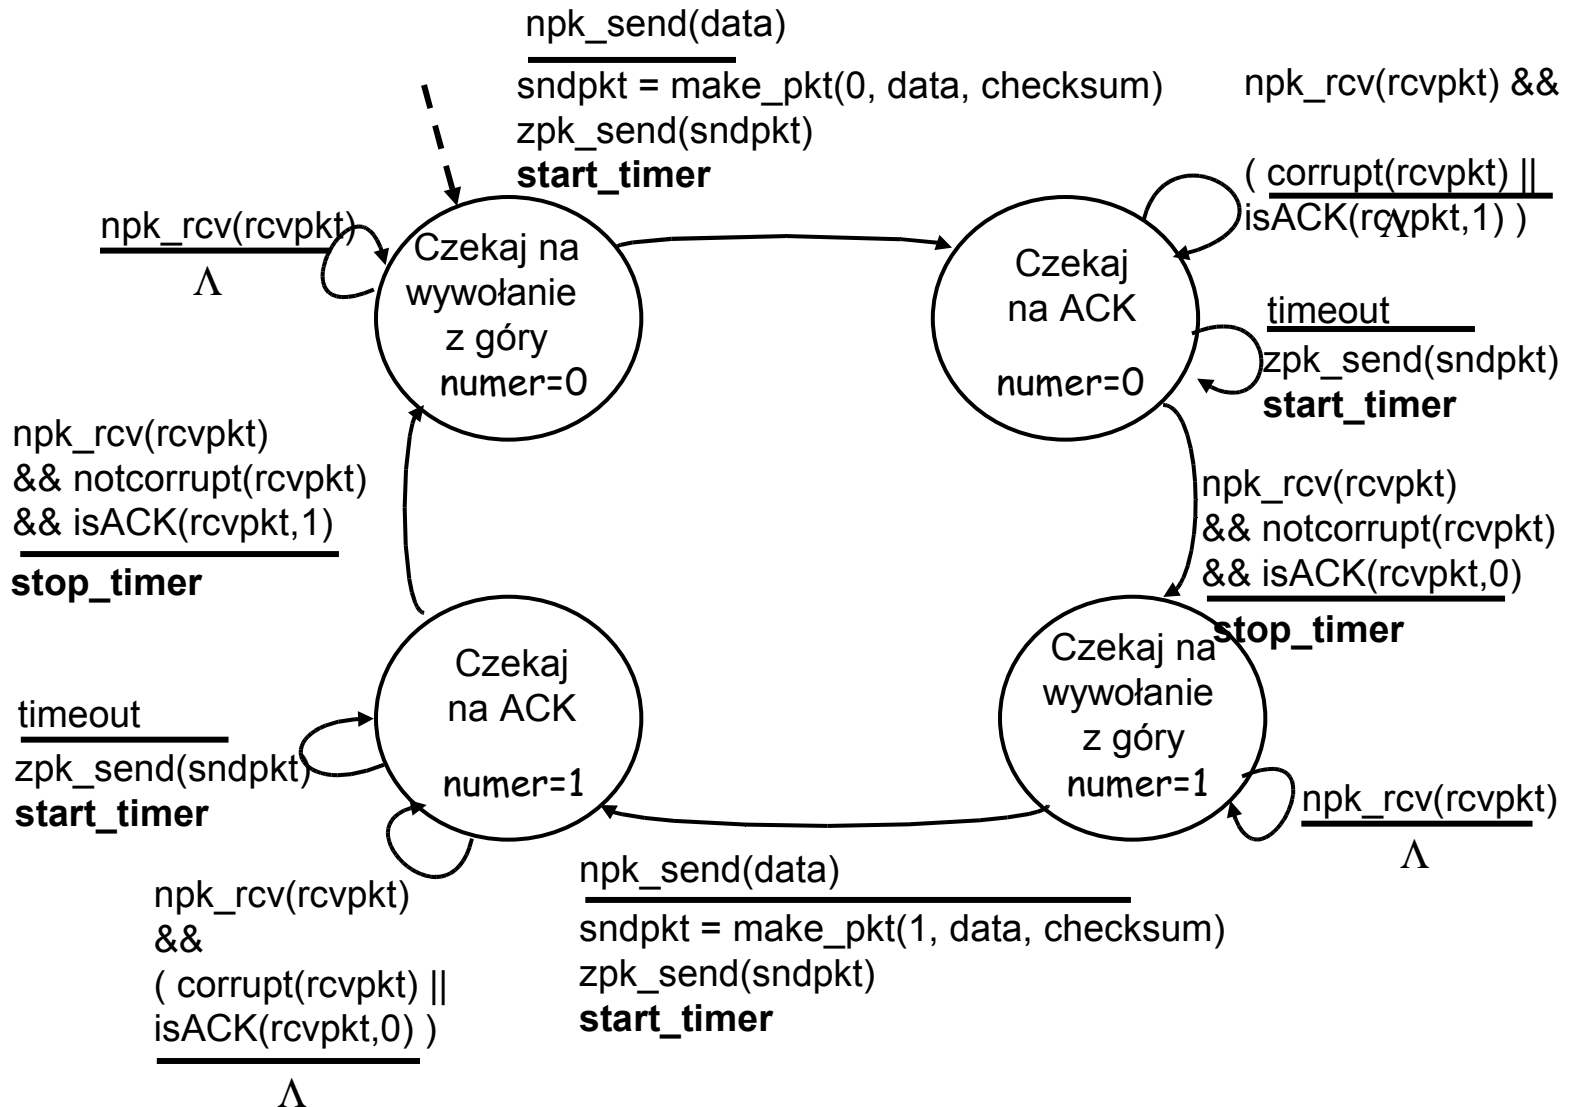 npk_send(data)
sndpkt = make_pkt(0, data, checksum)
zpk_send(sndpkt)
start_timer
npk_rcv(rcvpkt) &&
( corrupt(rcvpkt) ||
isACK(rcvpkt,1) )
Λ
npk_rcv(rcvpkt)
Λ
Czekaj na
wywołanie
z góry
numer=0
Czekaj
na ACK
numer=0
timeout
zpk_send(sndpkt)
start_timer
npk_rcv(rcvpkt)
&& notcorrupt(rcvpkt)
&& isACK(rcvpkt,1)
stop_timer
npk_rcv(rcvpkt)
&& notcorrupt(rcvpkt)
&& isACK(rcvpkt,0)
stop_timer
Czekaj
na ACK
numer=1
Czekaj na
wywołanie
z góry
numer=1
timeout
zpk_send(sndpkt)
start_timer
npk_rcv(rcvpkt)
Λ
npk_rcv(rcvpkt)
&&
( corrupt(rcvpkt) ||
isACK(rcvpkt,0) )
Λ
npk_send(data)
sndpkt = make_pkt(1, data, checksum)
zpk_send(sndpkt)
start_timer